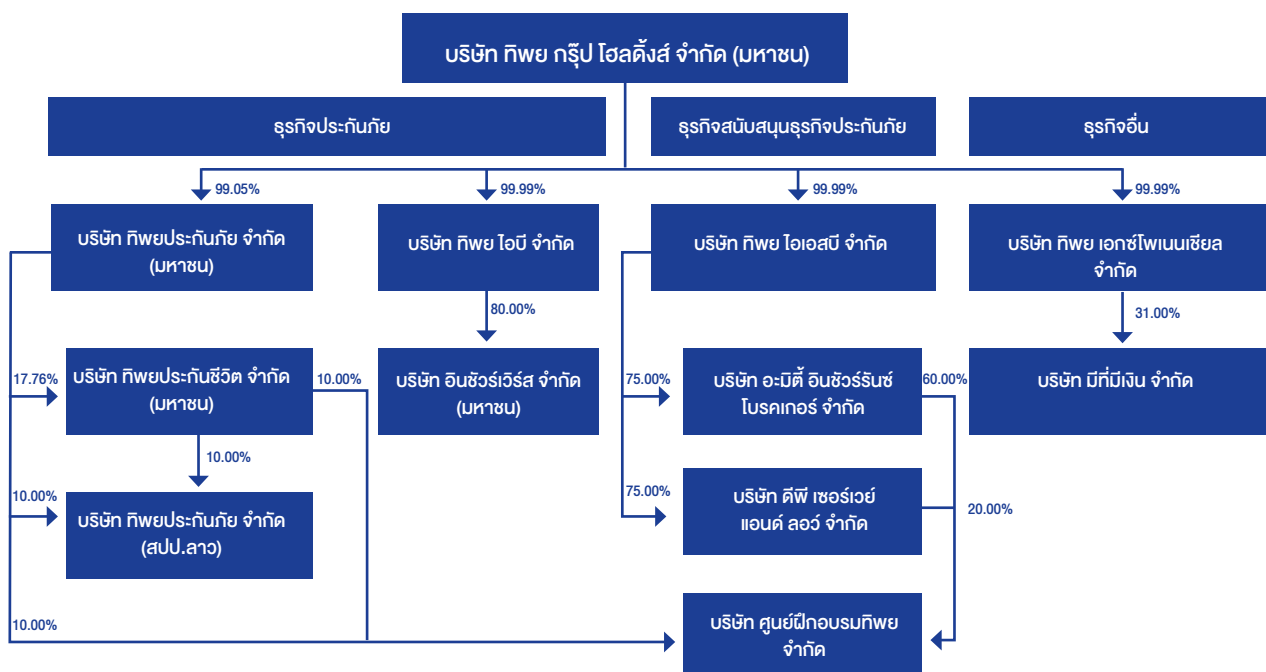 บริษัท ทิพย กรุ๊ป โฮลดิ้งส์ จำกัด (มหาชน)
ธุรกิจประกันภัย
ธุรกิจสนับสนุนธุรกิจประกันภัย
ธุรกิจอื่น
99.05%
99.99%
99.99%
99.99%
บริษัท ทิพยประกันภัย จำกัด
(มหาชน)
บริษัท ทิพย ไอบี จำกัด
บริษัท ทิพย ไอเอสบี จำกัด
บริษัท ทิพย เอกซ์โพเนนเชียล
จำกัด
80.00%
31.00%
17.76%
บริษัท ทิพยประกันชีวิต จำกัด
(มหาชน)
10.00%
บริษัท อินชัวร์เวิร์ส จำกัด
(มหาชน)
75.00%
บริษัท อะมิตี้ อินชัวร์รันซ์
โบรคเกอร์ จำกัด
60.00%
บริษัท มีที่มีเงิน จำกัด
10.00%
10.00%
บริษัท ทิพยประกันภัย จำกัด
(สปป.ลาว)
75.00%
บริษัท ดีพี เซอร์เวย์
แอนด์ ลอว์ จำกัด
20.00%
10.00%
บริษัท ศูนย์ฝึกอบรมทิพย
จำกัด